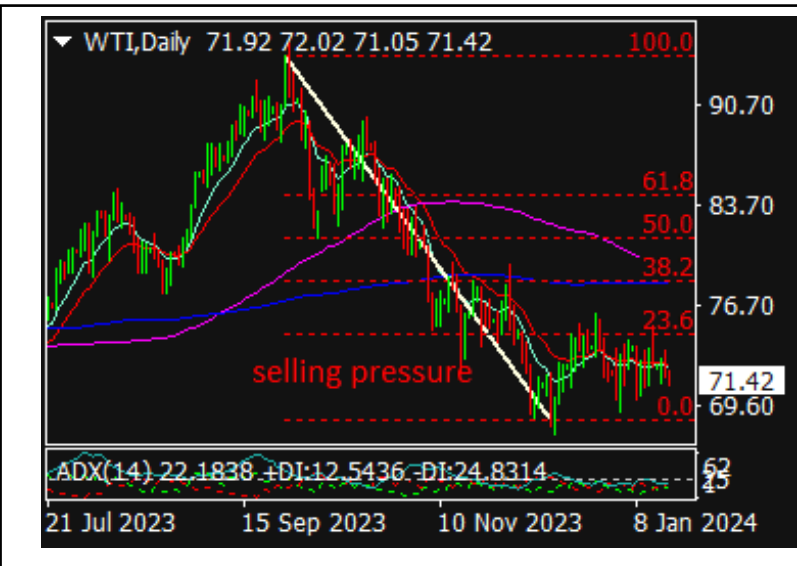 WTI,Daily 71.92 72.02 71.05 71.42
100.0
90.70
61.8
83.70
50.0
38.2
76.70
23.6
selling pressure
71.42
0.0
69.60
ADX(14) 22.1838 +DI:12.5436 -DI:24.8314
21 Jul 2023 15 Sep 2023 10 Nov 2023 8 Jan 2024